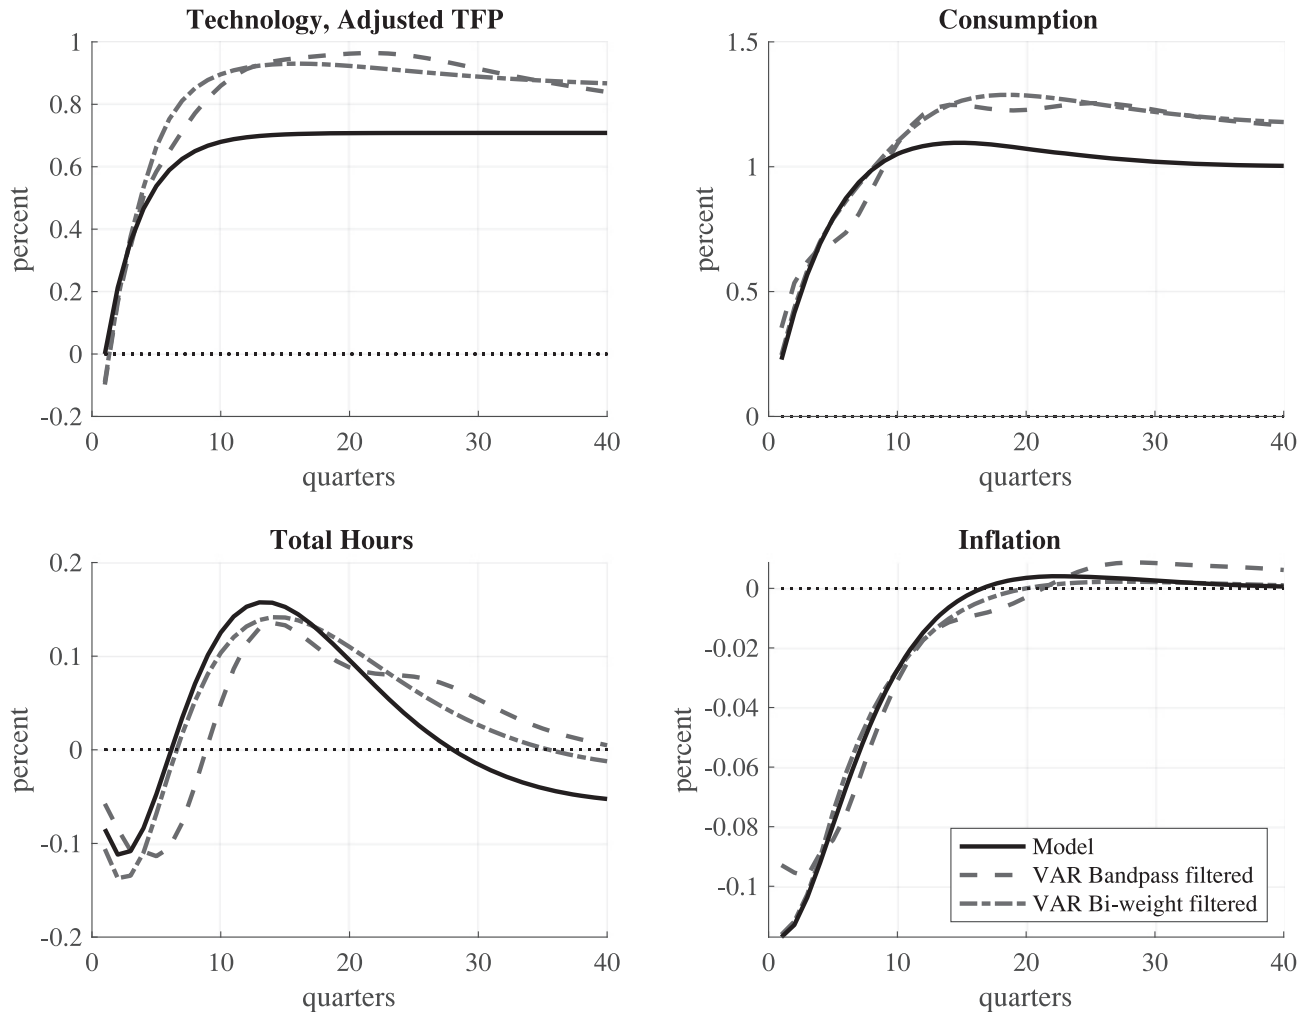 Technology, Adjusted TFP
1
0.8
0.6
0.4
0.2
0
-0.2
percent
0 10 20 30 40
quarters
Consumption
1.5
1
0.5
0
percent
0 10 20 30 40
quarters
Total Hours
0.2
0.1
0
-0.1
-0.2
percent
0 10 20 30 40
quarters
Inflation
0
-0.02
-0.04
-0.06
-0.08
-0.1
percent
0 10 20 30 40
quarters
Model
VAR Bandpass filtered
VAR Bi-weight filtered